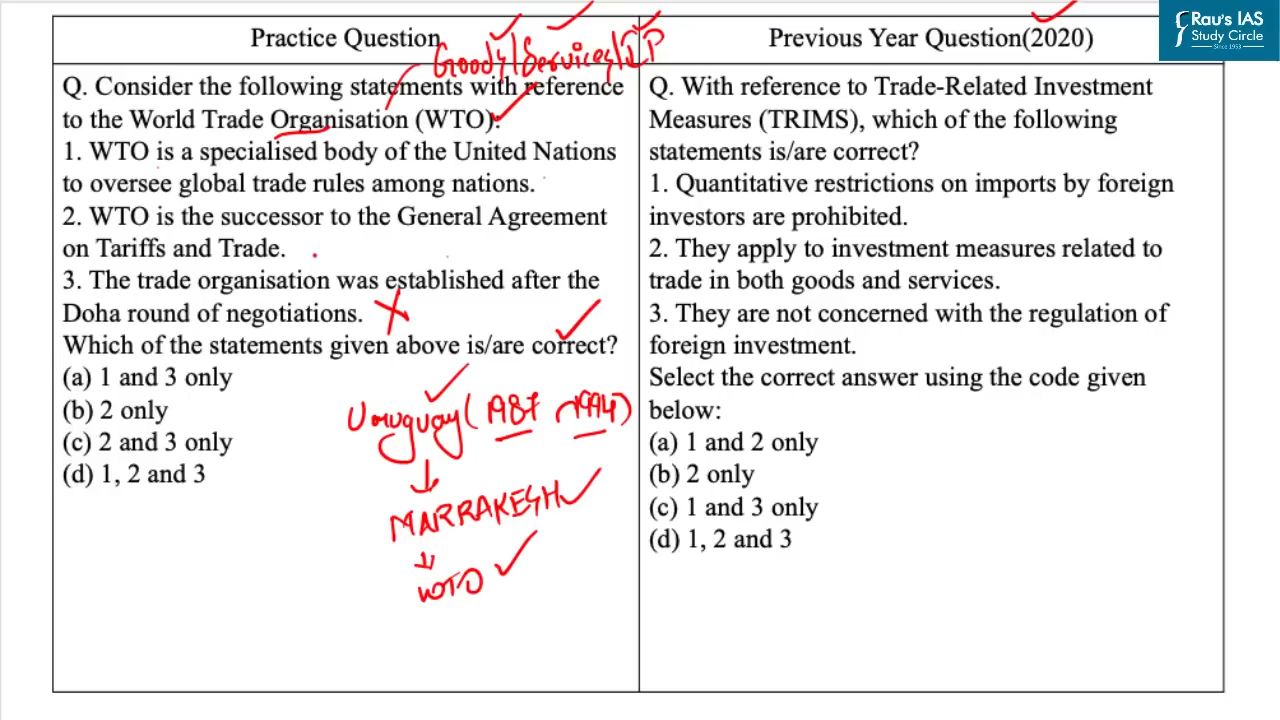 Rau's IAS
Study Circle
Since 1953
Practice Question
Goods/Services/IP
Q. Consider the following statements with reference
to the World Trade Organisation (WTO):
1. WTO is a specialised body of the United Nations
to oversee global trade rules among nations.
2. WTO is the successor to the General Agreement
on Tariffs and Trade.
3. The trade organisation was established after the
Doha round of negotiations.
Which of the statements given above is/are correct?
(a) 1 and 3 only
(b) 2 only
(c) 2 and 3 only
(d) 1, 2 and 3
Uruguay (1987 - 1994)
MARRAKESH
WTO
Previous Year Question(2020)
Q. With reference to Trade-Related Investment
Measures (TRIMS), which of the following
statements is/are correct?
1. Quantitative restrictions on imports by foreign
investors are prohibited.
2. They apply to investment measures related to
trade in both goods and services.
3. They are not concerned with the regulation of
foreign investment.
Select the correct answer using the code given
below:
(a) 1 and 2 only
(b) 2 only
(c) 1 and 3 only
(d) 1, 2 and 3